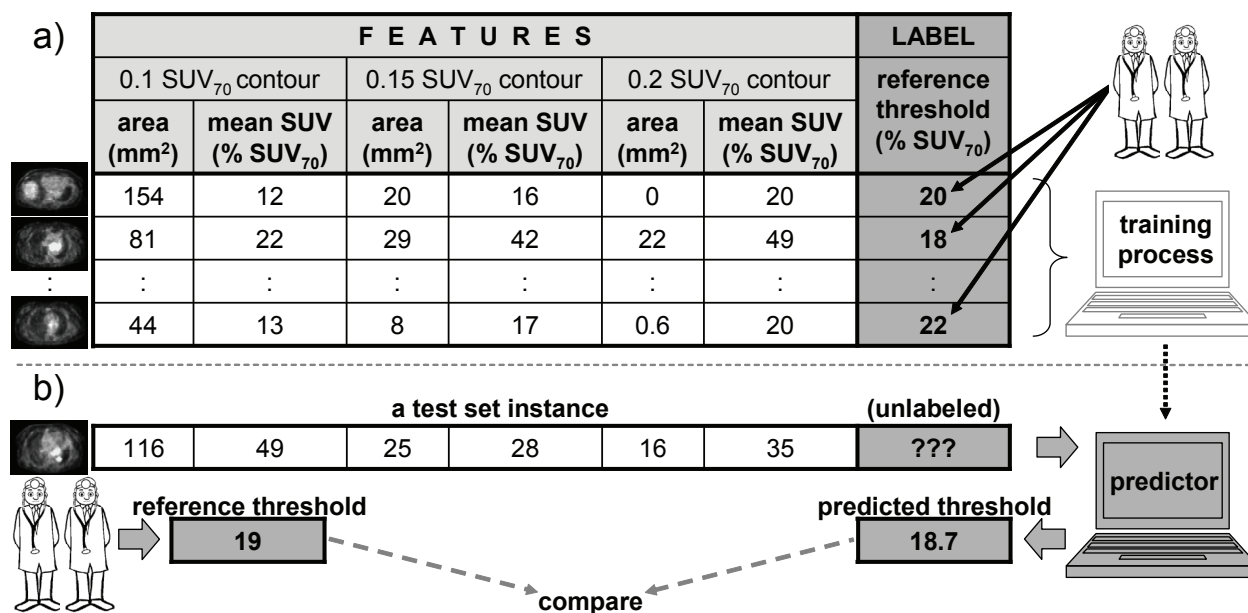 a)
F E A T U R E S LABEL
0.1 SUV70 contour 0.15 SUV70 contour 0.2 SUV70 contour reference threshold (% SUV70)
area (mm2) mean SUV (% SUV70) area (mm2) mean SUV (% SUV70) area (mm2) mean SUV (% SUV70)
154 12 20 16 0 20 20
81 22 29 42 22 49 18
: : : : : : : :
44 13 8 17 0.6 20 22
training
process
b)
a test set instance (unlabeled)
116 49 25 28 16 35 ???
predictor
reference threshold predicted threshold
19 18.7
compare